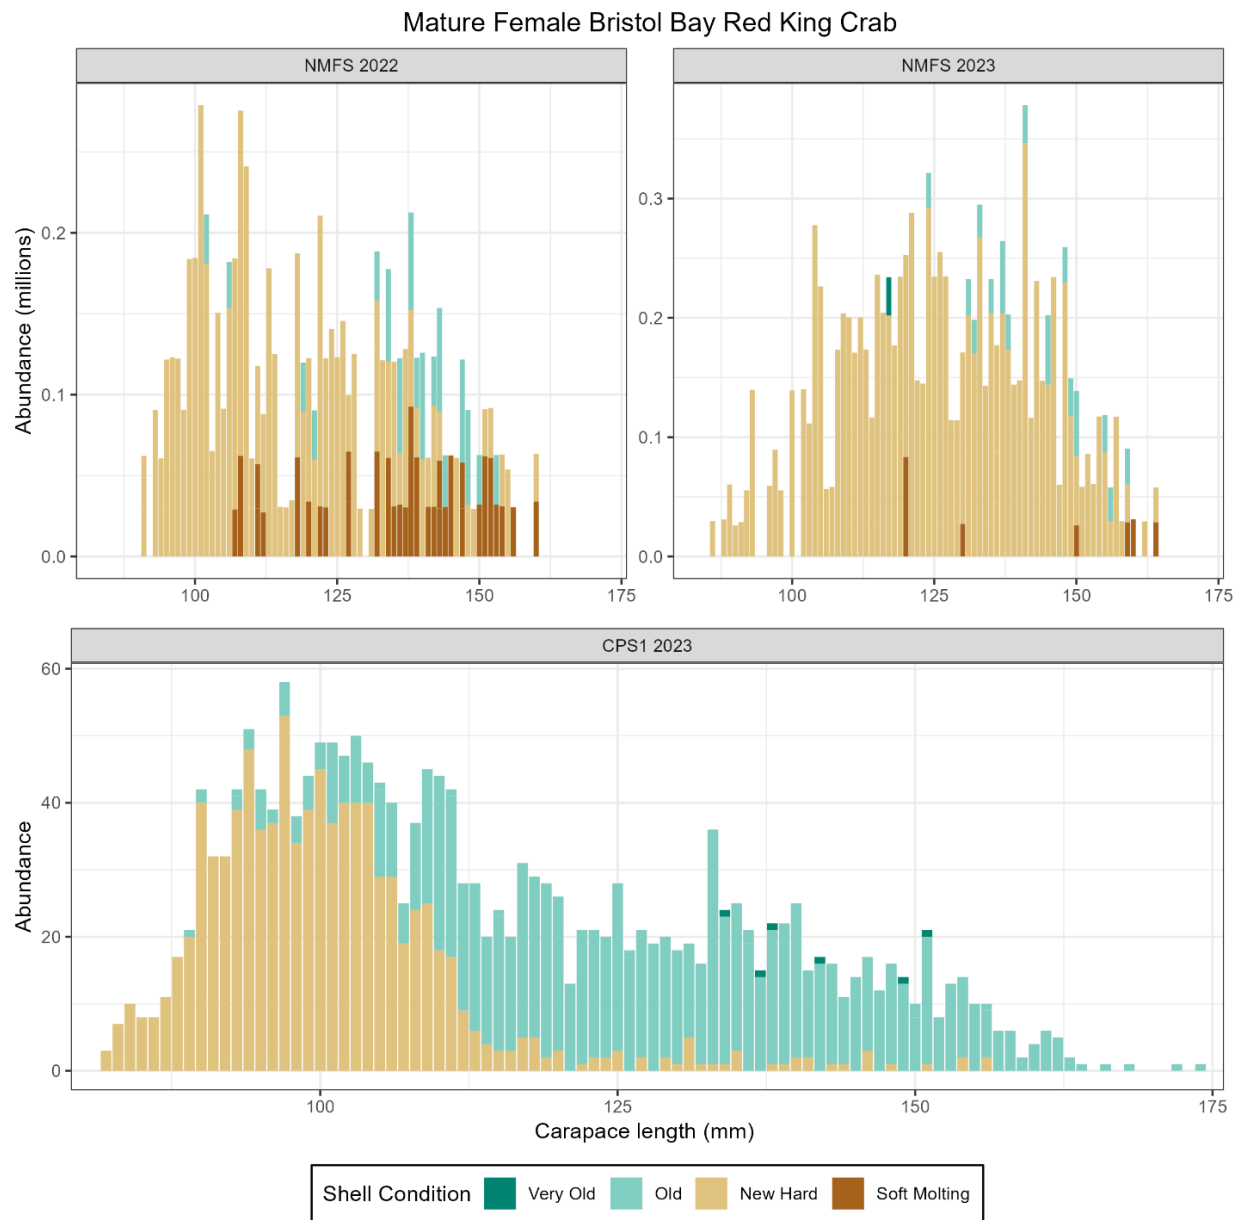 Mature Female Bristol Bay Red King Crab
NMFS 2022
NMFS 2023
Abundance (millions)
0.2
0.1
0.0
100
125
150
175
0.3
0.2
0.1
0.0
100
125
150
175
CPS1 2023
Abundance
60
40
20
0
100
125
150
175
Carapace length (mm)
Shell Condition Very Old Old New Hard Soft Molting